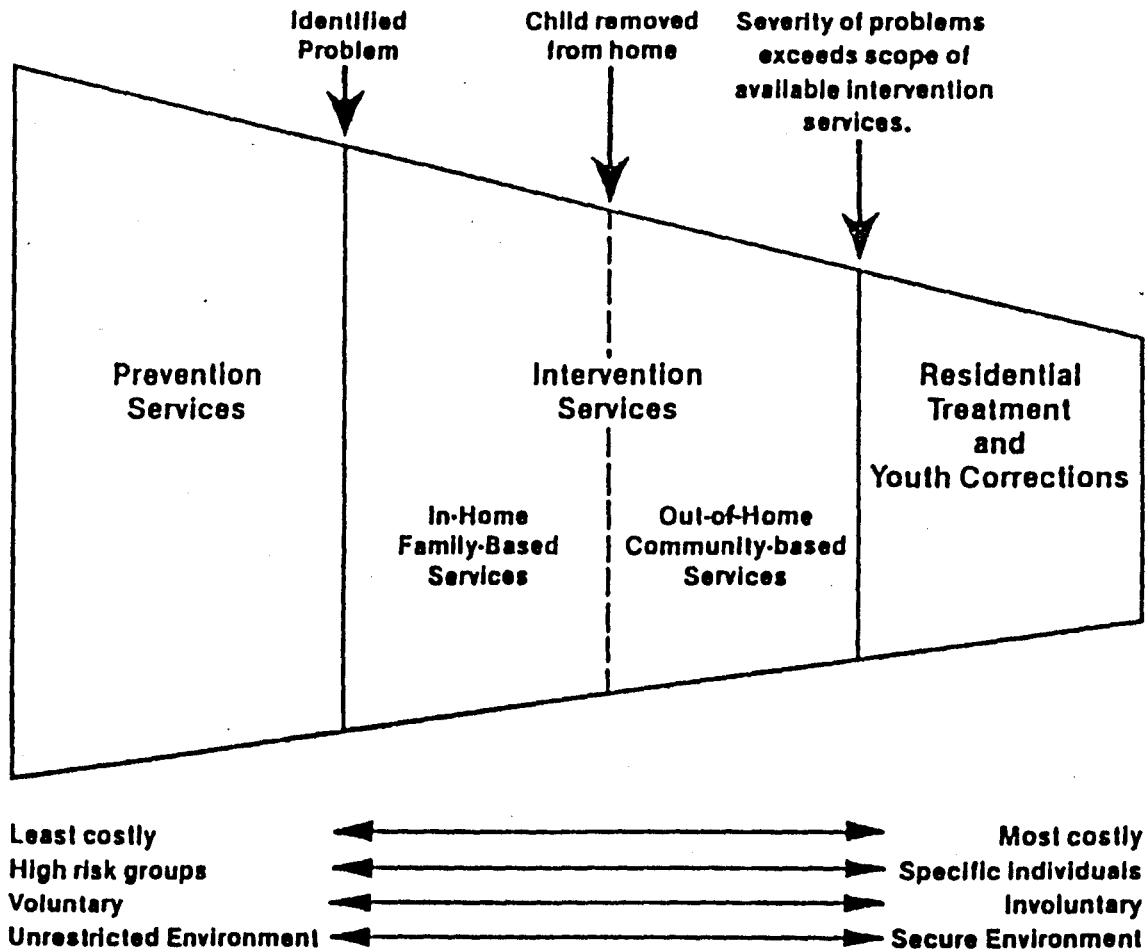 Identified
Problem
Child removed
from home
Severity of problems
exceeds scope of
available intervention
services.
Prevention
Services
Intervention
Services
Residential
Treatment
and
Youth Corrections
In-Home
Family-Based
Services
Out-of-Home
Community-based
Services
Least costly
Most costly
High risk groups
Specific individuals
Voluntary
Involuntary
Unrestricted Environment
Secure Environment